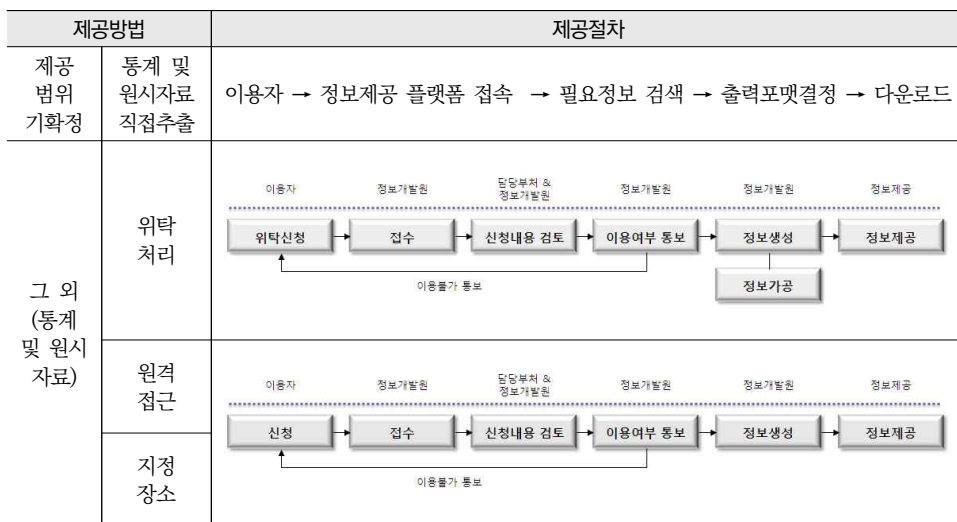 제공방법 제공절차
제공
범위
기확정
통계 및
원시자료
직접추출
이용자 → 정보제공 플랫폼 접속 → 필요정보 검색 → 출력포맷결정 → 다운로드
그 외
(통계
및 원시
자료)
위탁
처리
이용자 정보개발원 담당부처 &
정보개발원 정보개발원 정보개발원 정보제공
위탁신청 접수 신청내용 검토 이용여부 통보 정보생성 정보제공
이용불가 통보
정보가공
원격
접근
지정
장소
이용자 정보개발원 담당부처 &
정보개발원 정보개발원 정보개발원 정보제공
신청 접수 신청내용 검토 이용여부 통보 정보생성 정보제공
이용불가 통보